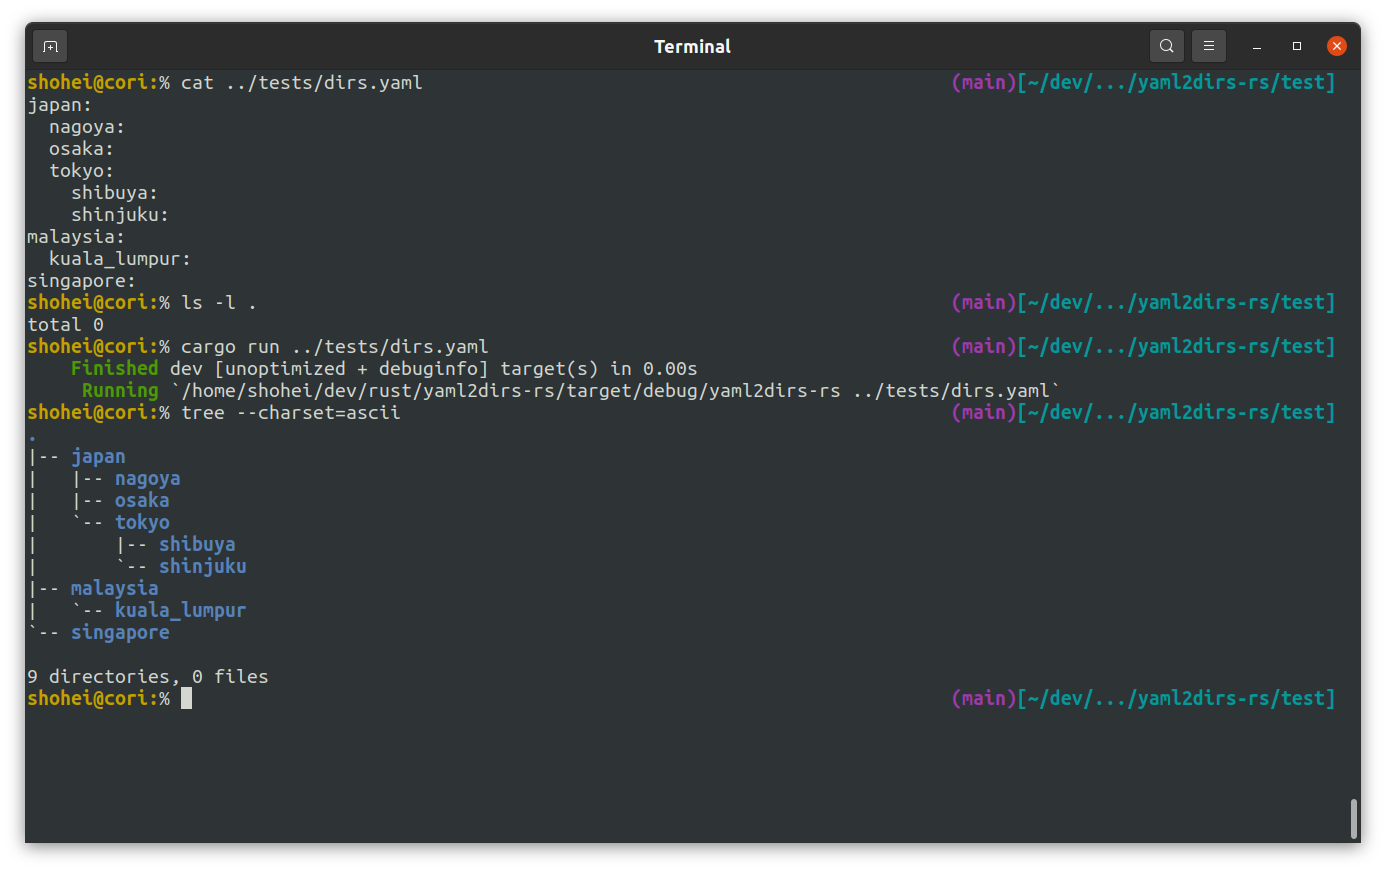 Terminal
shohei@cori:% cat ../tests/dirs.yaml (main)[~/dev/.../yaml2dirs-rs/test]
japan:
  nagoya:
  osaka:
  tokyo:
    shibuya:
    shinjuku:
malaysia:
  kuala_lumpur:
singapore:
shohei@cori:% ls -l . (main)[~/dev/.../yaml2dirs-rs/test]
total 0
shohei@cori:% cargo run ../tests/dirs.yaml (main)[~/dev/.../yaml2dirs-rs/test]
    Finished dev [unoptimized + debuginfo] target(s) in 0.00s
     Running `/home/shohei/dev/rust/yaml2dirs-rs/target/debug/yaml2dirs-rs ../tests/dirs.yaml`
shohei@cori:% tree --charset=ascii (main)[~/dev/.../yaml2dirs-rs/test]
.
|-- japan
|   |-- nagoya
|   |-- osaka
|   `-- tokyo
|       |-- shibuya
|       `-- shinjuku
|-- malaysia
|   `-- kuala_lumpur
`-- singapore

9 directories, 0 files
shohei@cori:% (main)[~/dev/.../yaml2dirs-rs/test]